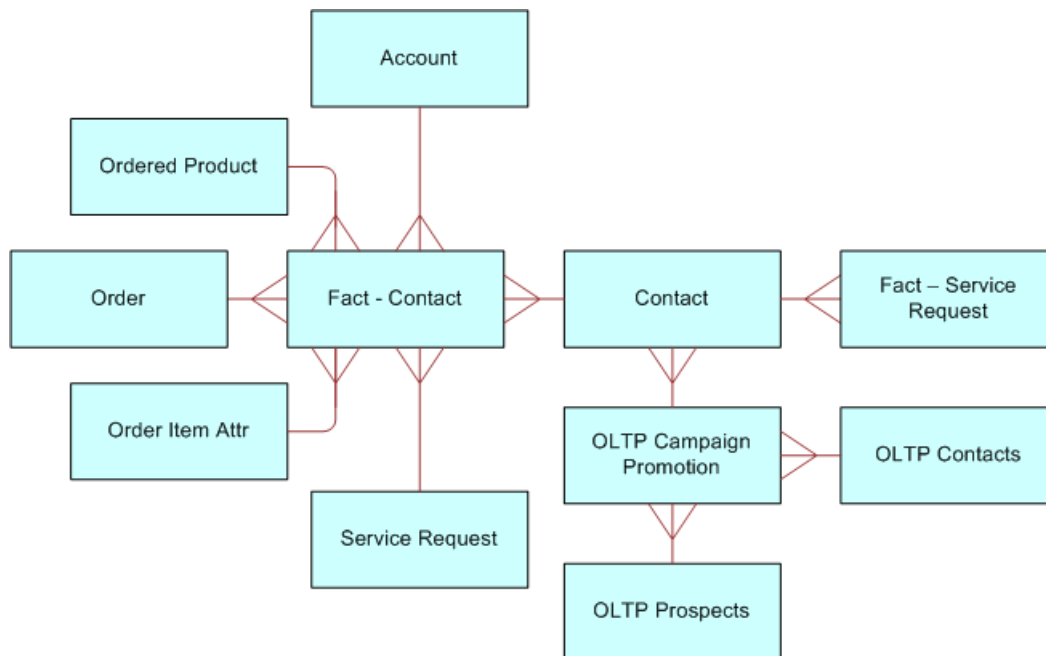 Account
Ordered Product
Order
Fact - Contact
Contact
Fact – Service
Request
Order Item Attr
OLTP Campaign
Promotion
OLTP Contacts
Service Request
OLTP Prospects